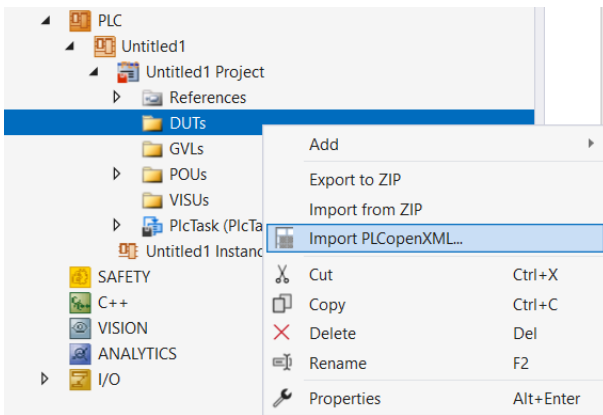 PLC
Untitled1
Untitled1 Project
References
DUTs
GVLs
POUs
VISUs
PlcTask (PlcTa
Untitled1 Instanc
SAFETY
C++
VISION
ANALYTICS
I/O
Add
Export to ZIP
Import from ZIP
Import PLCopenXML...
Cut Ctrl+X
Copy Ctrl+C
Delete Del
Rename F2
Properties Alt+Enter